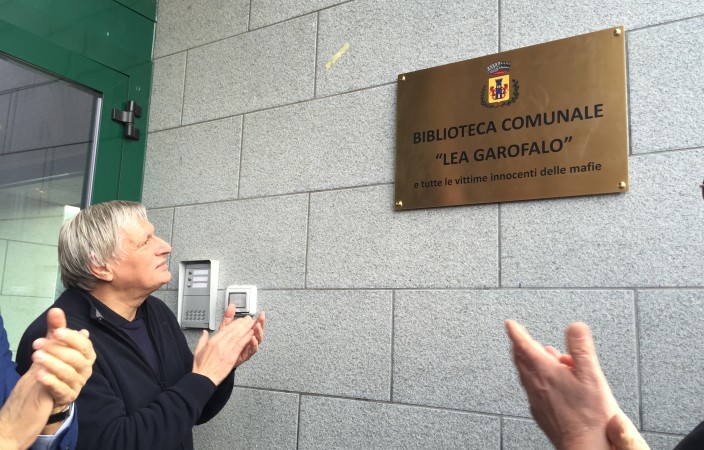 BIBLIOTECA COMUNALE
“LEA GAROFALO”
e tutte le vittime innocenti delle mafie